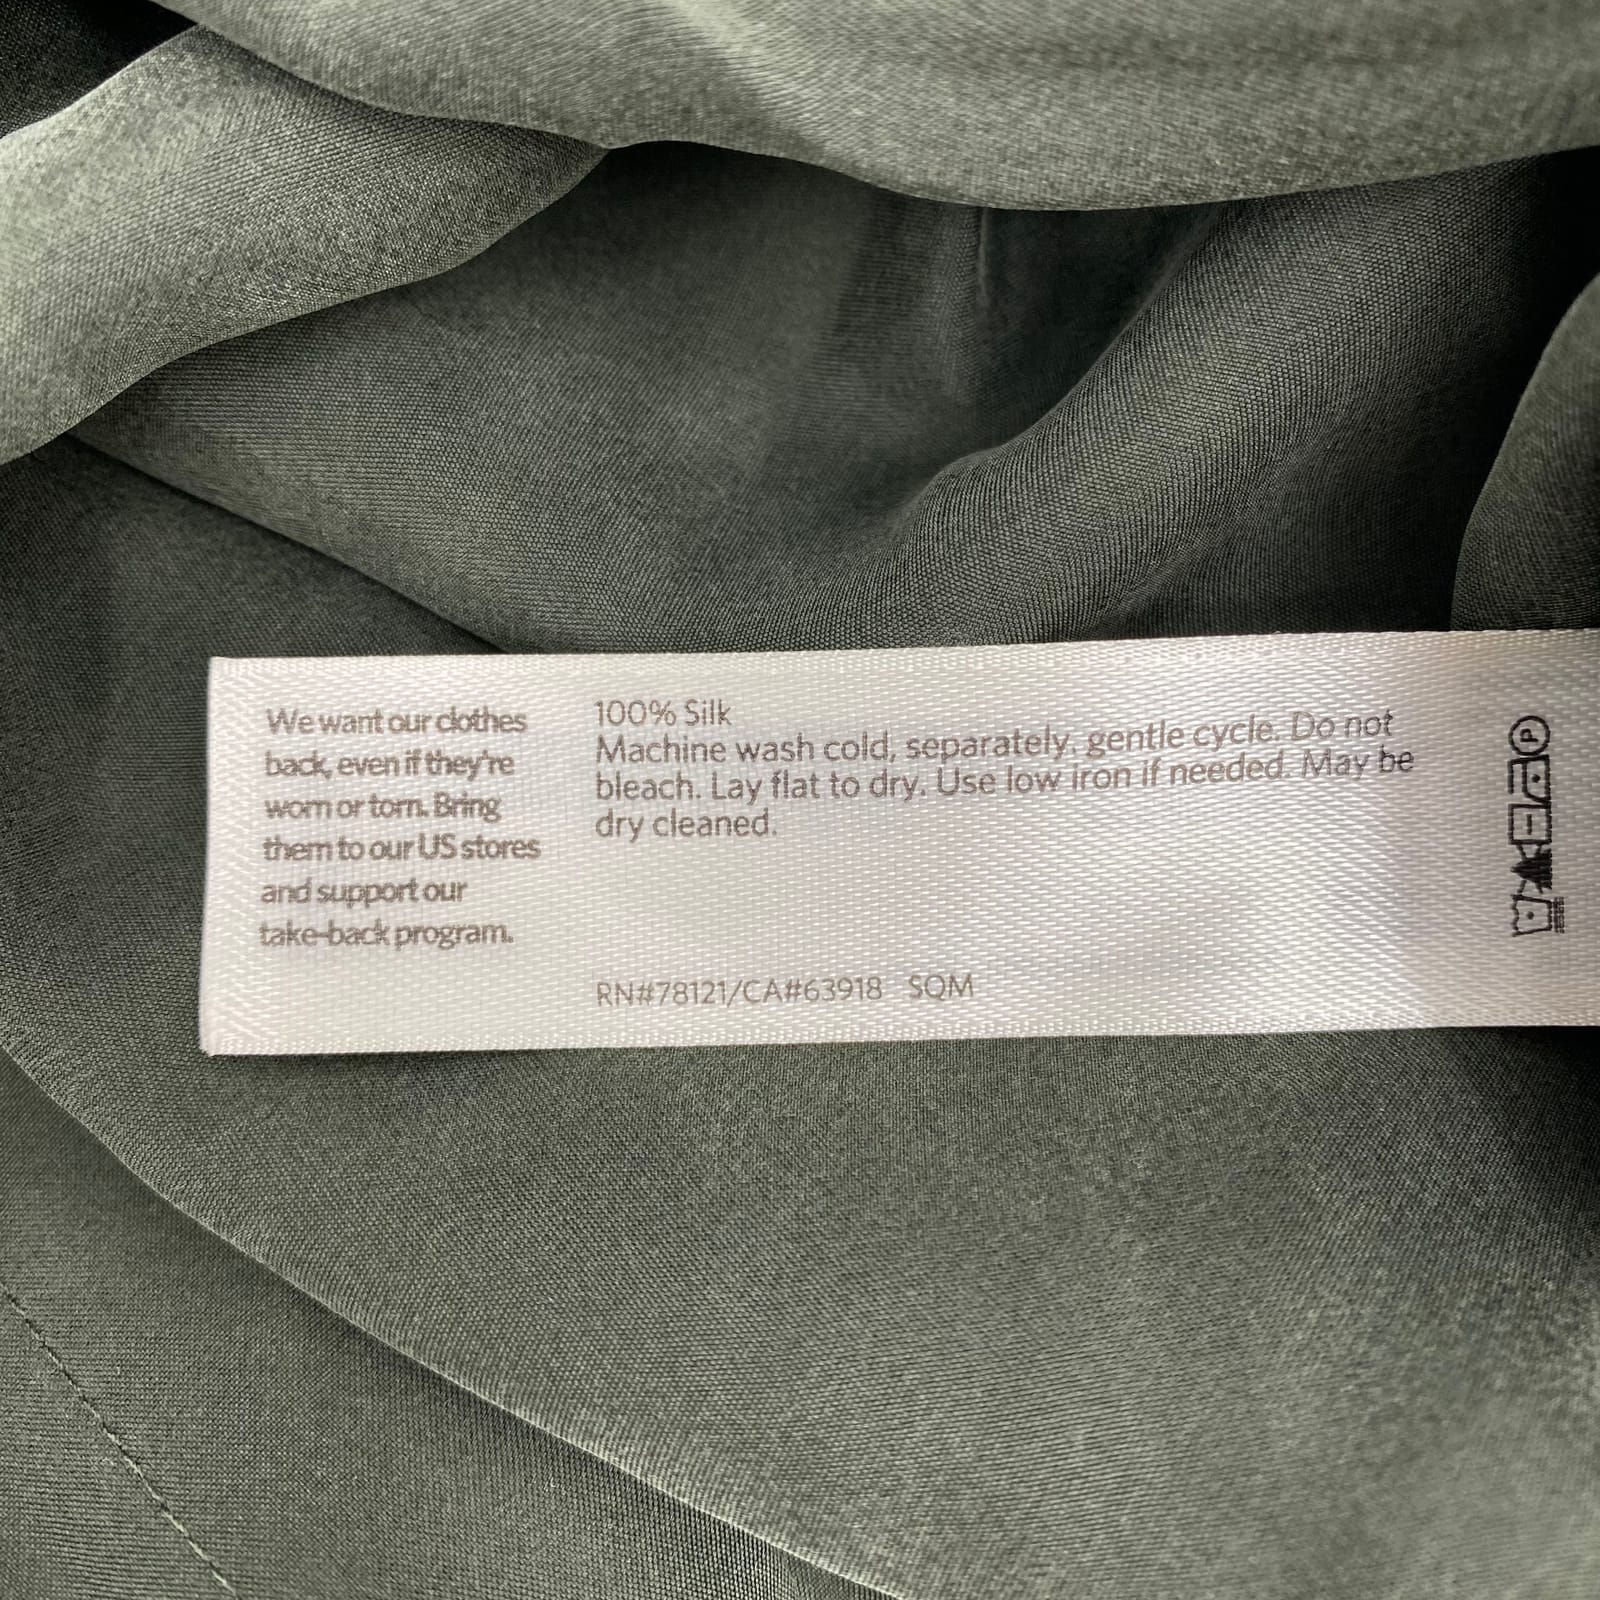 We want our clothes
back, even if they're
worn or torn. Bring
them to our US stores
and support our
take-back program.
100% Silk
Machine wash cold, separately, gentle cycle. Do not
bleach. Lay flat to dry. Use low iron if needed. May be
dry cleaned.
RN#78121/CA#63918 SQM
P